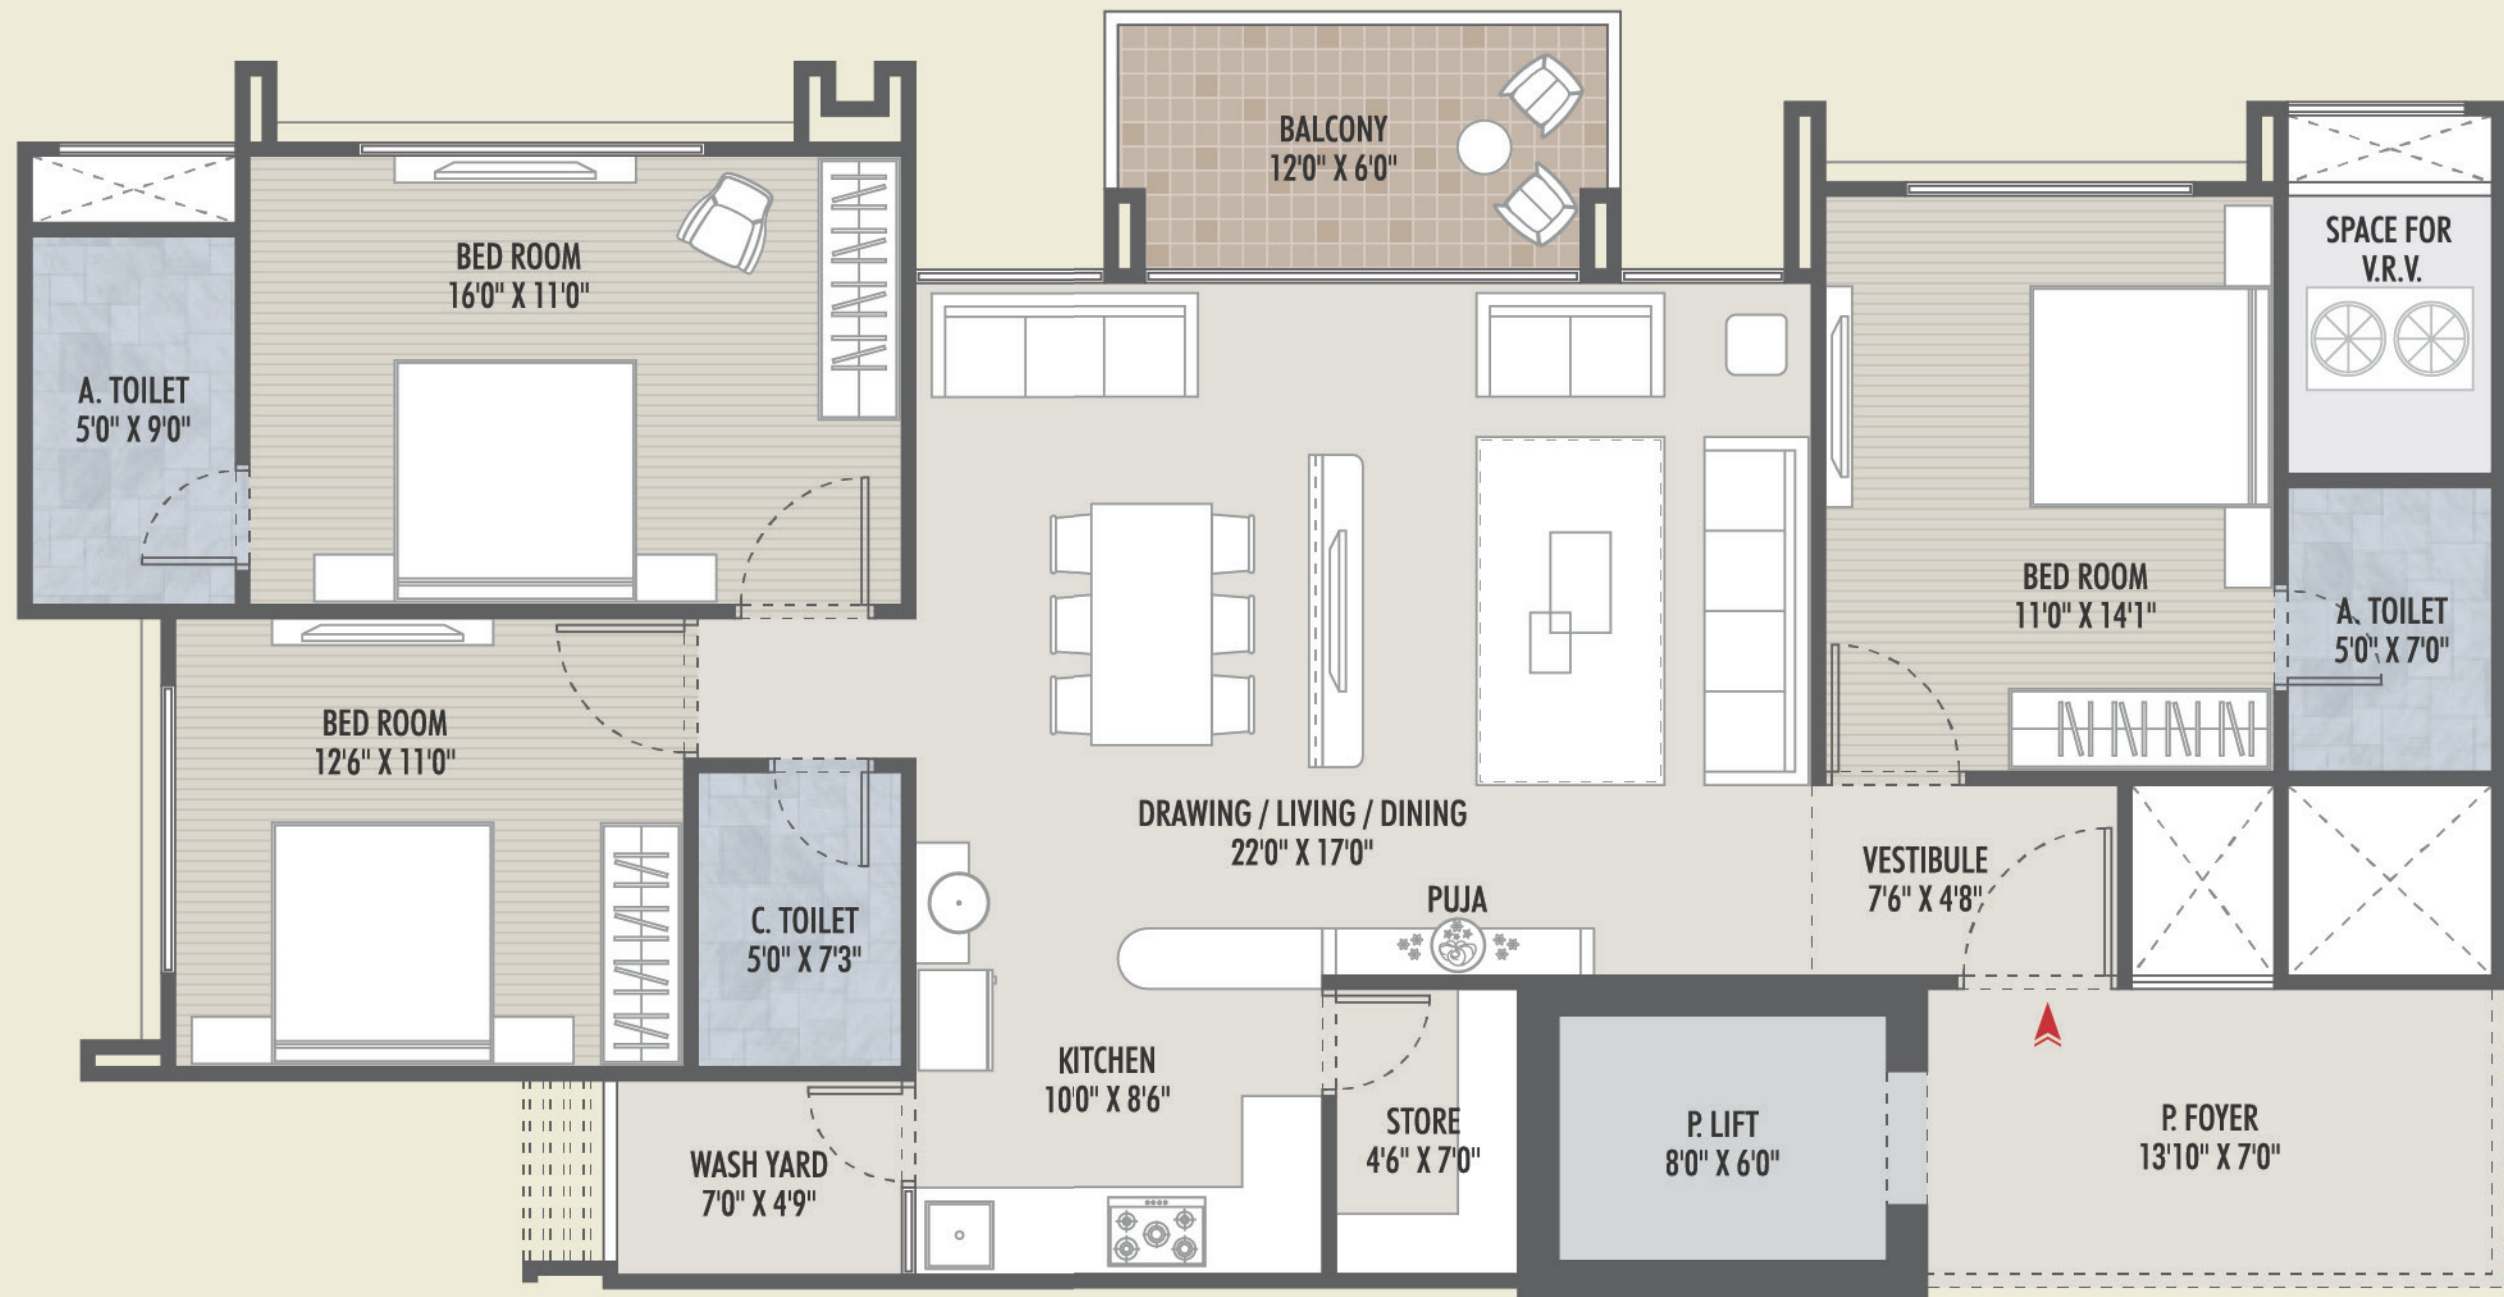 BALCONY
12'0" X 6'0"
BED ROOM
16'0" X 11'0"
SPACE FOR
V.R.V.
A. TOILET
5'0" X 9'0"
BED ROOM
11'0" X 14'1"
A. TOILET
5'0" X 7'0"
BED ROOM
12'6" X 11'0"
DRAWING / LIVING / DINING
22'0" X 17'0"
VESTIBULE
7'6" X 4'8"
PUJA
C. TOILET
5'0" X 7'3"
KITCHEN
10'0" X 8'6"
STORE
4'6" X 7'0"
P. LIFT
8'0" X 6'0"
P. FOYER
13'10" X 7'0"
WASH YARD
7'0" X 4'9"